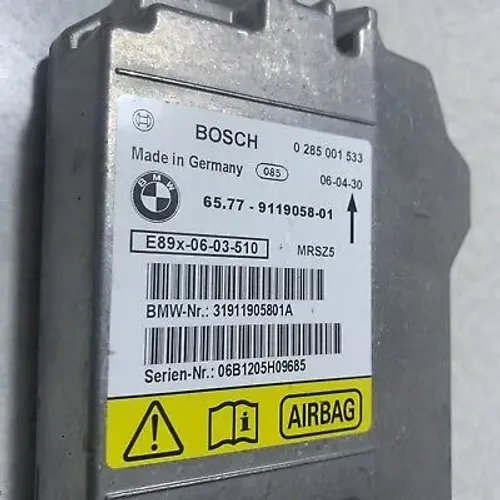 BOSCH 0 285 001 533
Made in Germany 085 06-04-30
BMW 65.77 - 9119058-01
E89x-06-03-510 MRSZ5
BMW-Nr.: 31911905801A
Serien-Nr.: 06B1205H09685
AIRBAG